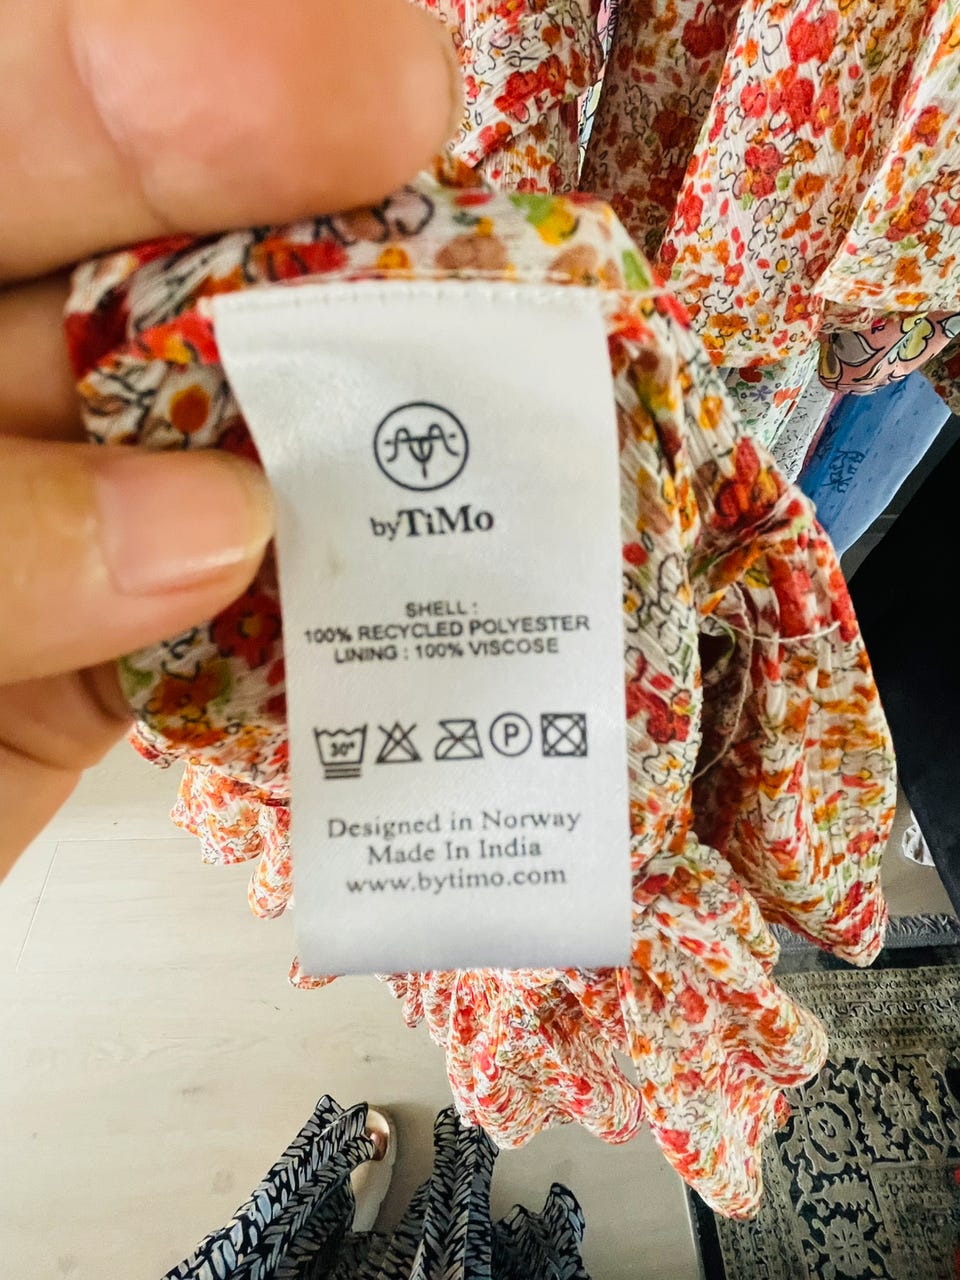 byTiMo
SHELL :
100% RECYCLED POLYESTER
LINING : 100% VISCOSE
30°
P
Designed in Norway
Made In India
www.bytimo.com